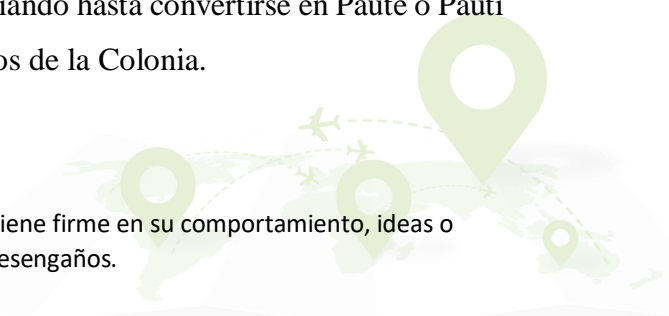 iando hasta convertirse en Paute o Pauti
os de la Colonia.
iene firme en su comportamiento, ideas o
esengaños.